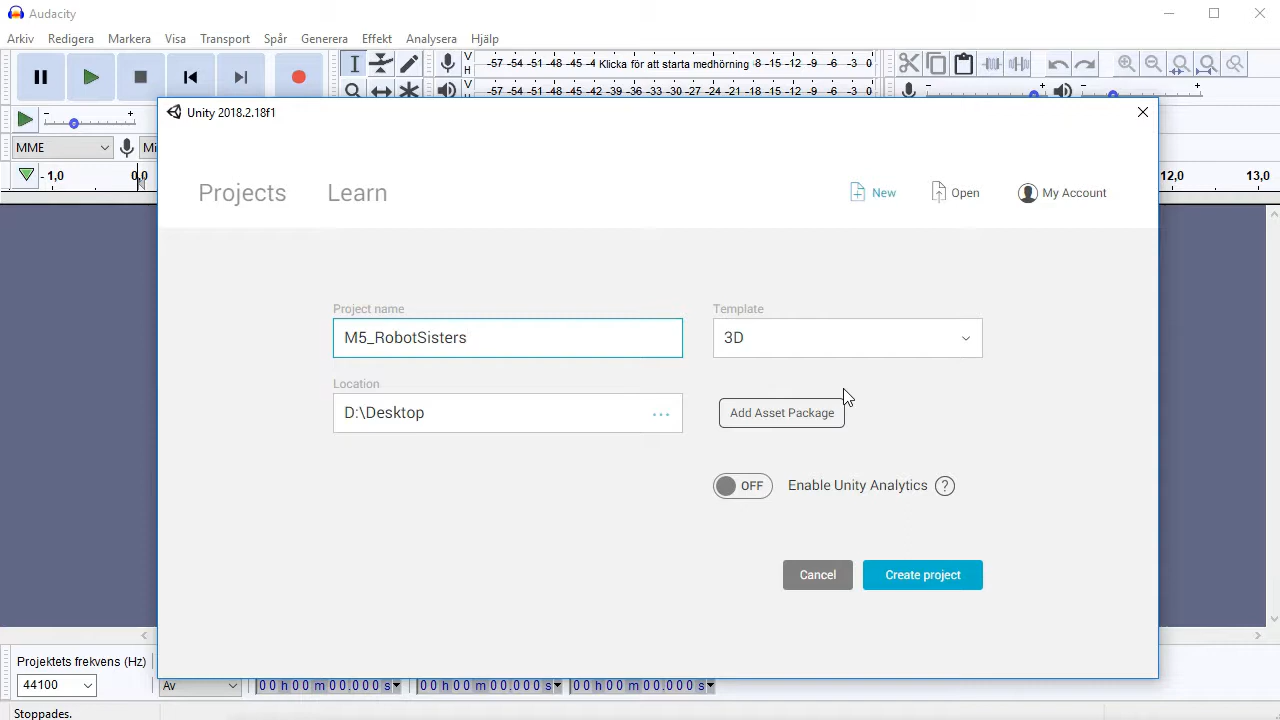 Audacity
Arkiv Redigera Markera Visa Transport Spår Generera Effekt Analysera Hjälp
V
H
-57 -54 -51 -48 -45 -4 Klicka för att starta medhörning -8 -15 -12 -9 -6 -3 0
V
-57 -54 -51 -48 -45 -42 -39 -36 -33 -30 -27 -24 -21 -18 -15 -12 -9 -6 -3 0
- + - +
Unity 2018.2.18f1
- +
MME Mi
- 1,0 0,0 12,0 13,0
Projects Learn New Open My Account
Project name Template
M5_RobotSisters 3D
Location
D:\Desktop ... Add Asset Package
OFF Enable Unity Analytics ?
Cancel Create project
Projektets frekvens (Hz)
44100 Av 00 h 00 m 00.000 s 00 h 00 m 00.000 s 00 h 00 m 00.000 s
Stoppades.